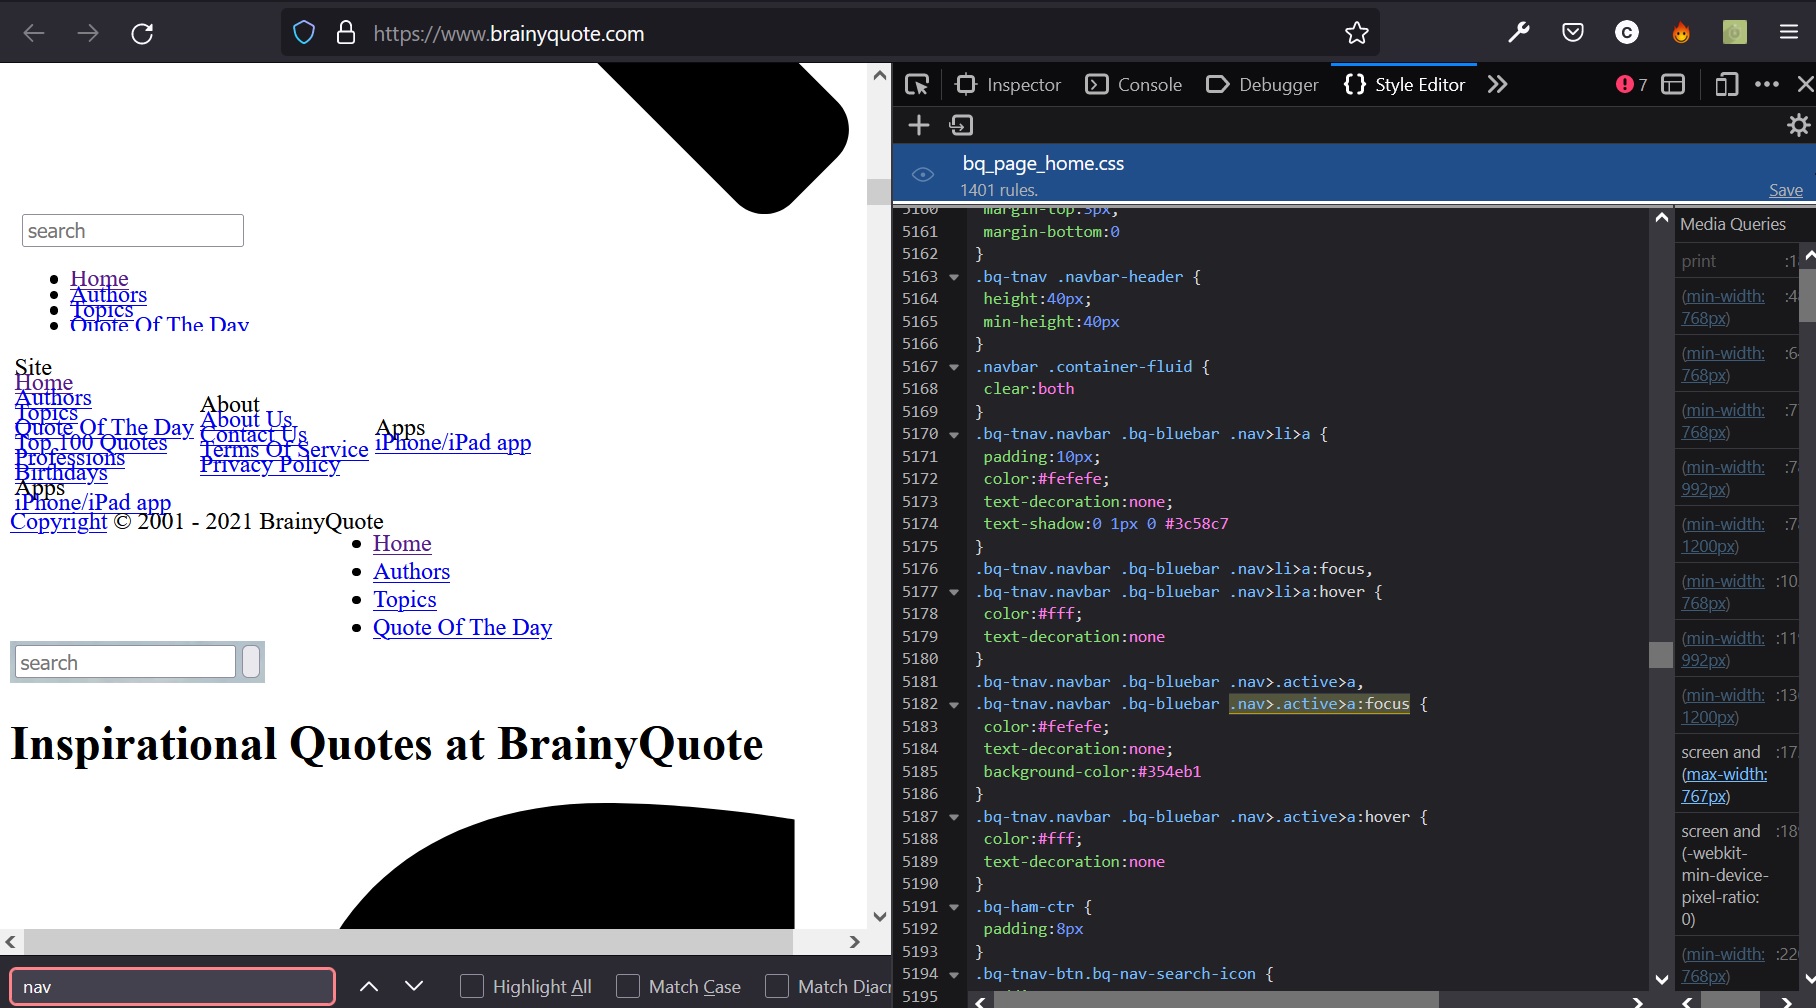 https://www.brainyquote.com
C
Inspector
Console
Debugger
{} Style Editor
7
bq_page_home.css
1401 rules.
Save
search
Home
Authors
Topics
Quote Of The Day
Site
Home
Authors
Topics
Quote Of The Day
Top 100 Quotes
Professions
Birthdays
Apps
iPhone/iPad app
About
About Us
Contact Us
Terms Of Service
Privacy Policy
Apps
iPhone/iPad app
Copyright © 2001 - 2021 BrainyQuote
Home
Authors
Topics
Quote Of The Day
search
Inspirational Quotes at BrainyQuote
nav
Highlight All
Match Case
Match Diacr
5160 margin-top:3px;
5161 margin-bottom:0
5162 }
5163 .bq-tnav .navbar-header {
5164 height:40px;
5165 min-height:40px
5166 }
5167 .navbar .container-fluid {
5168 clear:both
5169 }
5170 .bq-tnav.navbar .bq-bluebar .nav>li>a {
5171 padding:10px;
5172 color:#fefefe;
5173 text-decoration:none;
5174 text-shadow:0 1px 0 #3c58c7
5175 }
5176 .bq-tnav.navbar .bq-bluebar .nav>li>a:focus,
5177 .bq-tnav.navbar .bq-bluebar .nav>li>a:hover {
5178 color:#fff;
5179 text-decoration:none
5180 }
5181 .bq-tnav.navbar .bq-bluebar .nav>.active>a,
5182 .bq-tnav.navbar .bq-bluebar .nav>.active>a:focus {
5183 color:#fefefe;
5184 text-decoration:none;
5185 background-color:#354eb1
5186 }
5187 .bq-tnav.navbar .bq-bluebar .nav>.active>a:hover {
5188 color:#fff;
5189 text-decoration:none
5190 }
5191 .bq-ham-ctr {
5192 padding:8px
5193 }
5194 .bq-tnav-btn.bq-nav-search-icon {
5195
Media Queries
print
(min-width:
768px)
(min-width:
768px)
(min-width:
768px)
(min-width:
992px)
(min-width:
1200px)
(min-width:
768px)
(min-width:
992px)
(min-width:
1200px)
screen and
(max-width:
767px)
screen and
(-webkit-
min-device-
pixel-ratio:
0)
(min-width:
768px)